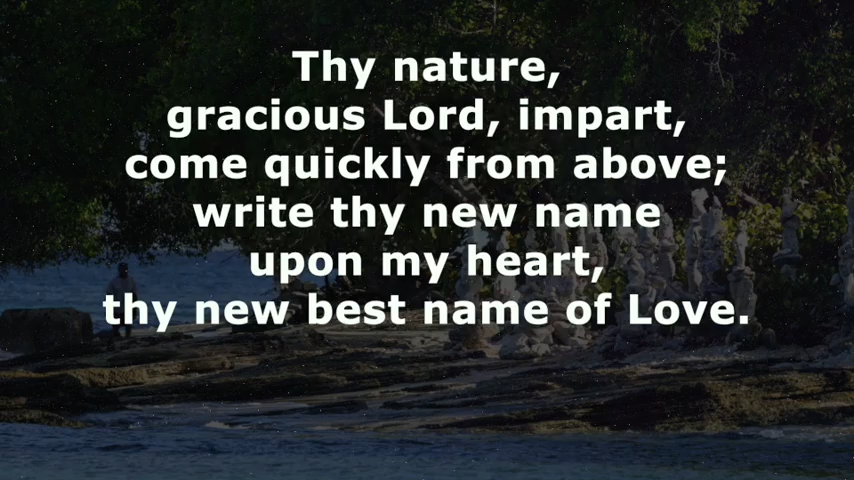 Thy nature,
gracious Lord, impart,
come quickly from above;
write thy new name
upon my heart,
thy new best name of Love.